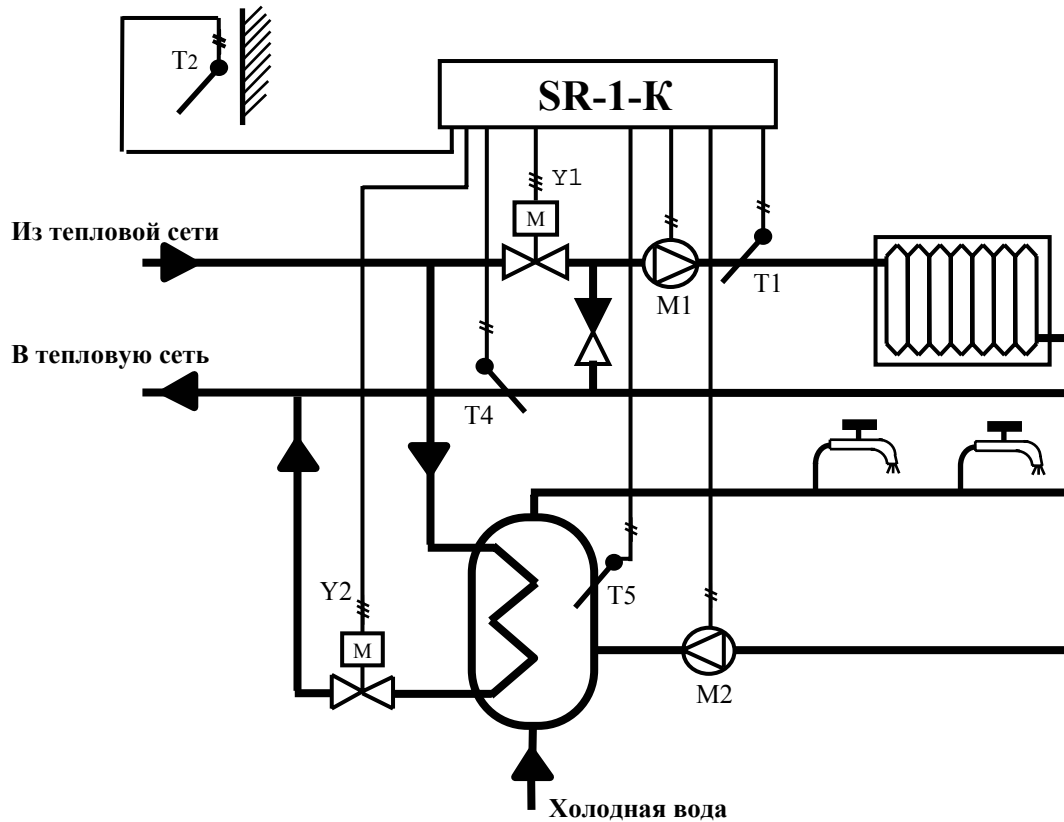 T2
SR-1-К
Y1
M
Из тепловой сети
M1
T1
В тепловую сеть
T4
Y2
T5
M
M2
Холодная вода